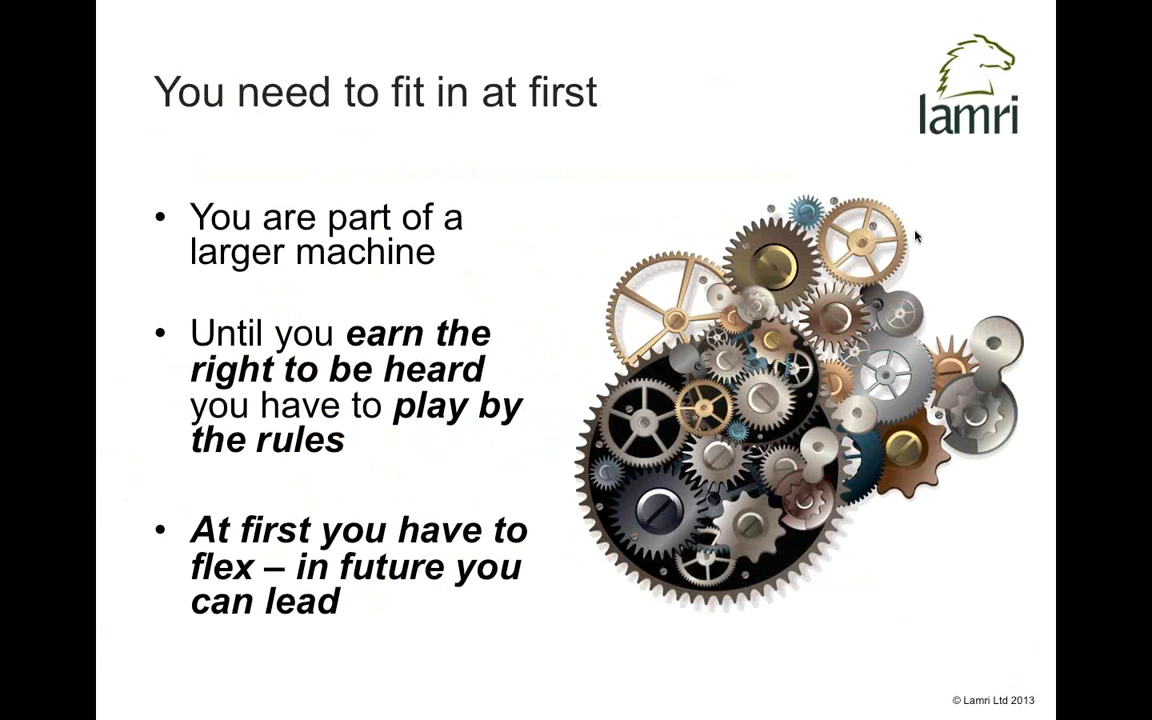 You need to fit in at first
lamri
• You are part of a
larger machine
• Until you earn the
right to be heard
you have to play by
the rules
• At first you have to
flex – in future you
can lead
© Lamri Ltd 2013